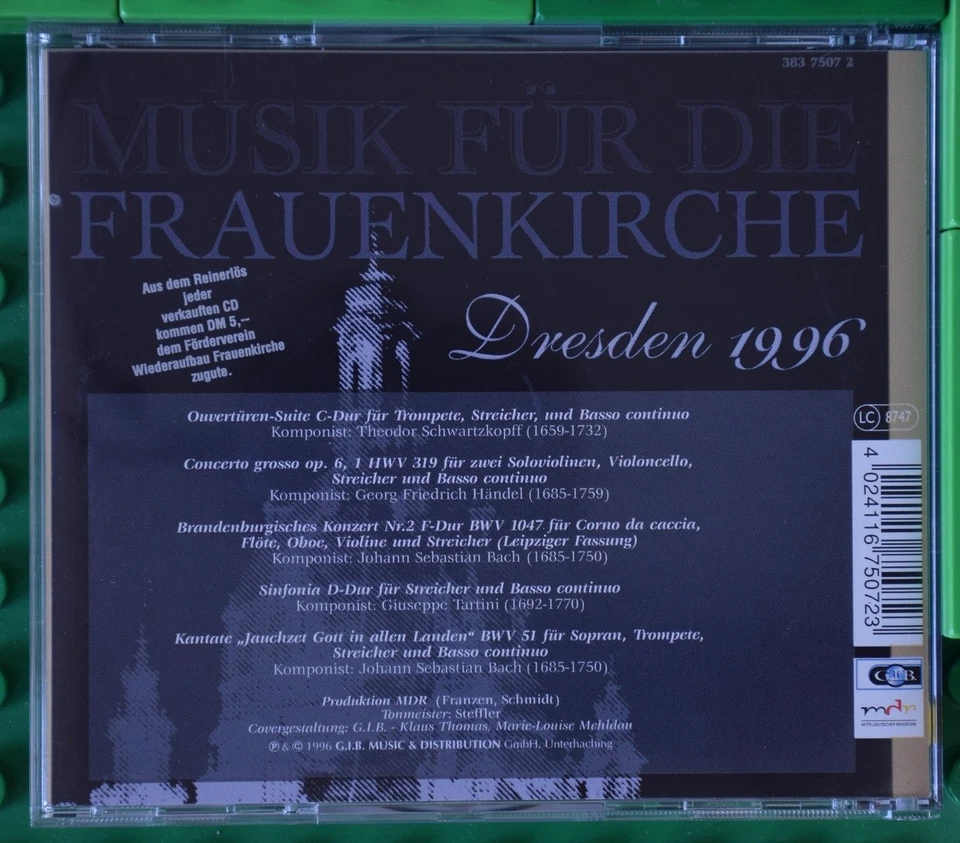 383 7507 2
MUSIK FÜR DIE
FRAUENKIRCHE
Dresden 1996
Aus dem Reinerlös
jeder
verkauften CD
kommen DM 5,--
dem Förderverein
Wiederaufbau Frauenkirche
zugute.
Ouvertüren-Suite C-Dur für Trompete, Streicher, und Basso continuo
Komponist: Theodor Schwartzkopff (1659-1732)
Concerto grosso op. 6, 1 HWV 319 für zwei Soloviolinen, Violoncello,
Streicher und Basso continuo
Komponist: Georg Friedrich Händel (1685-1759)
Brandenburgisches Konzert Nr.2 F-Dur BWV 1047 für Corno da caccia,
Flöte, Oboe, Violine und Streicher (Leipziger Fassung)
Komponist: Johann Sebastian Bach (1685-1750)
Sinfonia D-Dur für Streicher und Basso continuo
Komponist: Giuseppe Tartini (1692-1770)
Kantate „Jauchzet Gott in allen Landen“ BWV 51 für Sopran, Trompete,
Streicher und Basso continuo
Komponist: Johann Sebastian Bach (1685-1750)
Produktion MDR (Franzen, Schmidt)
Tonmeister: Steffler
Covergestaltung: G.I.B. - Klaus Thomas, Marie-Louise Mehldau
℗ & © 1996 G.I.B. MUSIC & DISTRIBUTION GmbH, Unterhaching
LC 8747
4 024116 750723
G.I.B.
mdr
MITTELDEUTSCHER RUNDFUNK